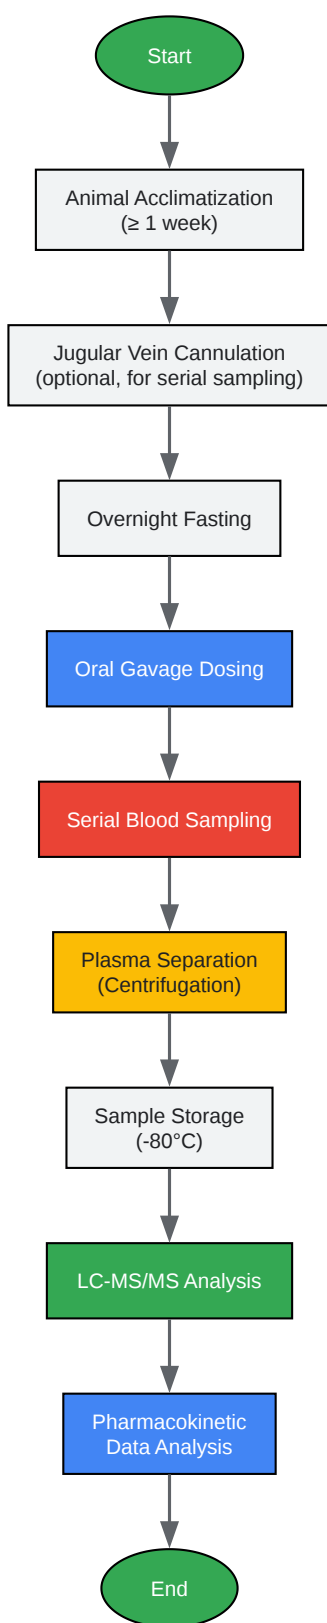 Start
Animal Acclimatization
(≥ 1 week)
Jugular Vein Cannulation
(optional, for serial sampling)
Overnight Fasting
Oral Gavage Dosing
Serial Blood Sampling
Plasma Separation
(Centrifugation)
Sample Storage
(-80°C)
LC-MS/MS Analysis
Pharmacokinetic
Data Analysis
End